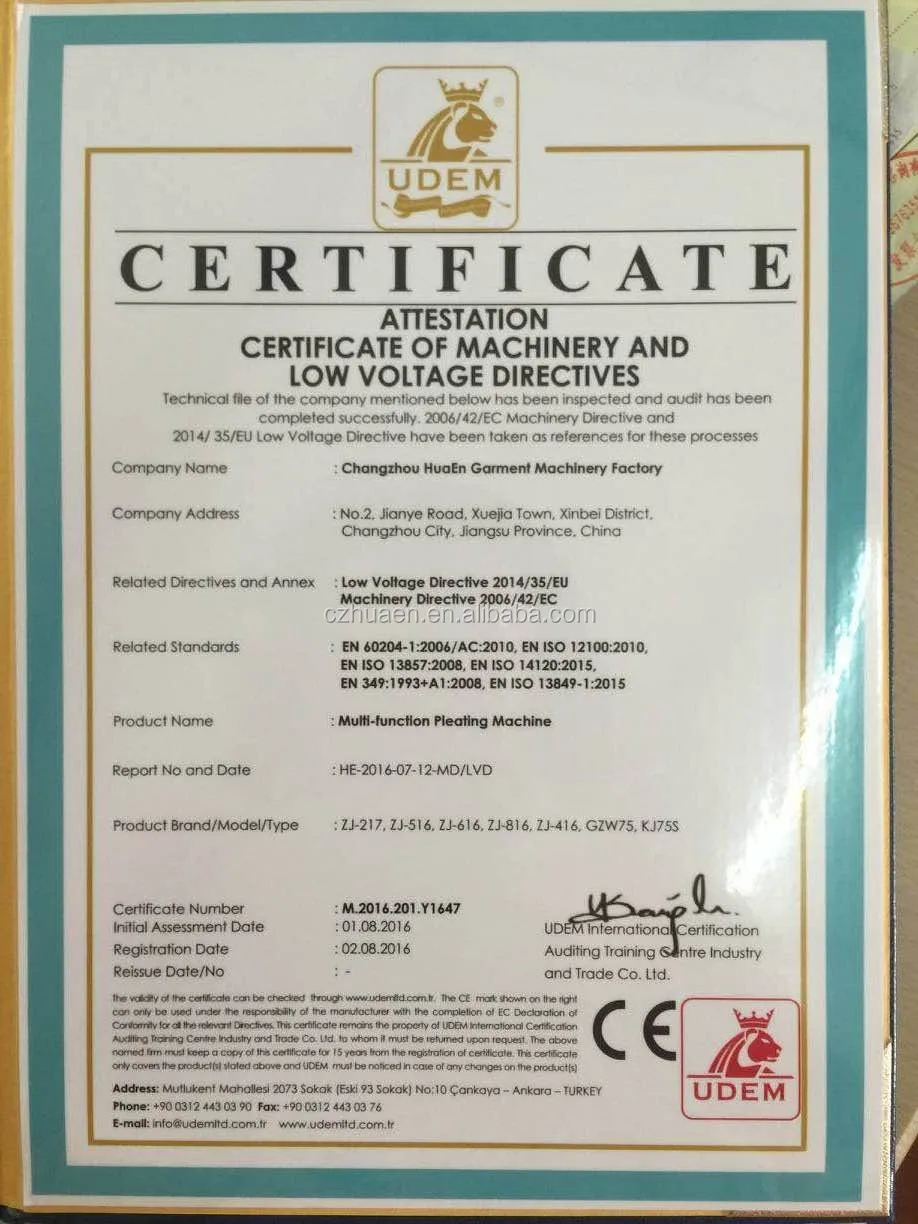 UDEM
®
CERTIFICATE
ATTESTATION
CERTIFICATE OF MACHINERY AND
LOW VOLTAGE DIRECTIVES
Technical file of the company mentioned below has been inspected and audit has been
completed successfully. 2006/42/EC Machinery Directive and
2014/ 35/EU Low Voltage Directive have been taken as references for these processes
Company Name : Changzhou HuaEn Garment Machinery Factory
Company Address : No.2, Jianye Road, Xuejia Town, Xinbei District,
Changzhou City, Jiangsu Province, China
Related Directives and Annex : Low Voltage Directive 2014/35/EU
Machinery Directive 2006/42/EC
czhuaen.en.alibaba.com
Related Standards : EN 60204-1:2006/AC:2010, EN ISO 12100:2010,
EN ISO 13857:2008, EN ISO 14120:2015,
EN 349:1993+A1:2008, EN ISO 13849-1:2015
Product Name : Multi-function Pleating Machine
Report No and Date : HE-2016-07-12-MD/LVD
Product Brand/Model/Type : ZJ-217, ZJ-516, ZJ-616, ZJ-816, ZJ-416, GZW75, KJ75S
Certificate Number : M.2016.201.Y1647
Initial Assessment Date : 01.08.2016
Registration Date : 02.08.2016
Reissue Date/No : -
UDEM International Certification
Auditing Training Centre Industry
and Trade Co. Ltd.
The validity of the certificate can be checked through www.udemltd.com.tr. The CE mark shown on the right
can only be used under the responsibility of the manufacturer with the completion of EC Declaration of
Conformity for all the relevant Directives. This certificate remains the property of UDEM International Certification
Auditing Training Centre Industry and Trade Co. Ltd. to whom it must be returned upon request. The above
named firm must keep a copy of this certificate for 15 years from the registration of certificate. This certificate
only covers the product(s) stated above and UDEM must be noticed in case of any changes on the product(s)
CE
UDEM
Address: Mutlukent Mahallesi 2073 Sokak (Eski 93 Sokak) No:10 Çankaya – Ankara – TURKEY
Phone: +90 0312 443 03 90 Fax: +90 0312 443 03 76
E-mail: info@udemltd.com.tr www.udemltd.com.tr